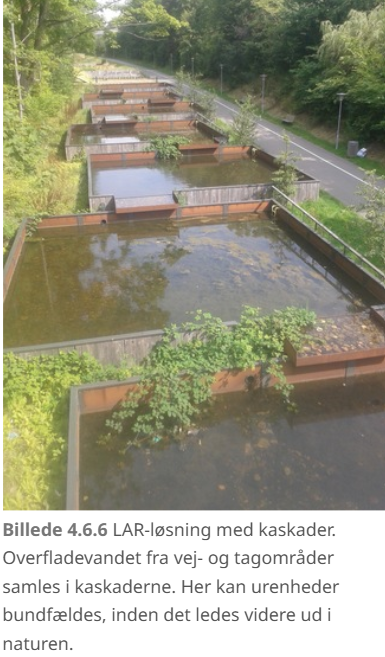 Billede 4.6.6 LAR-løsning med kaskader.
Overfladevandet fra vej- og tagområder
samles i kaskaderne. Her kan urenheder
bundfældes, inden det ledes videre ud i
naturen.